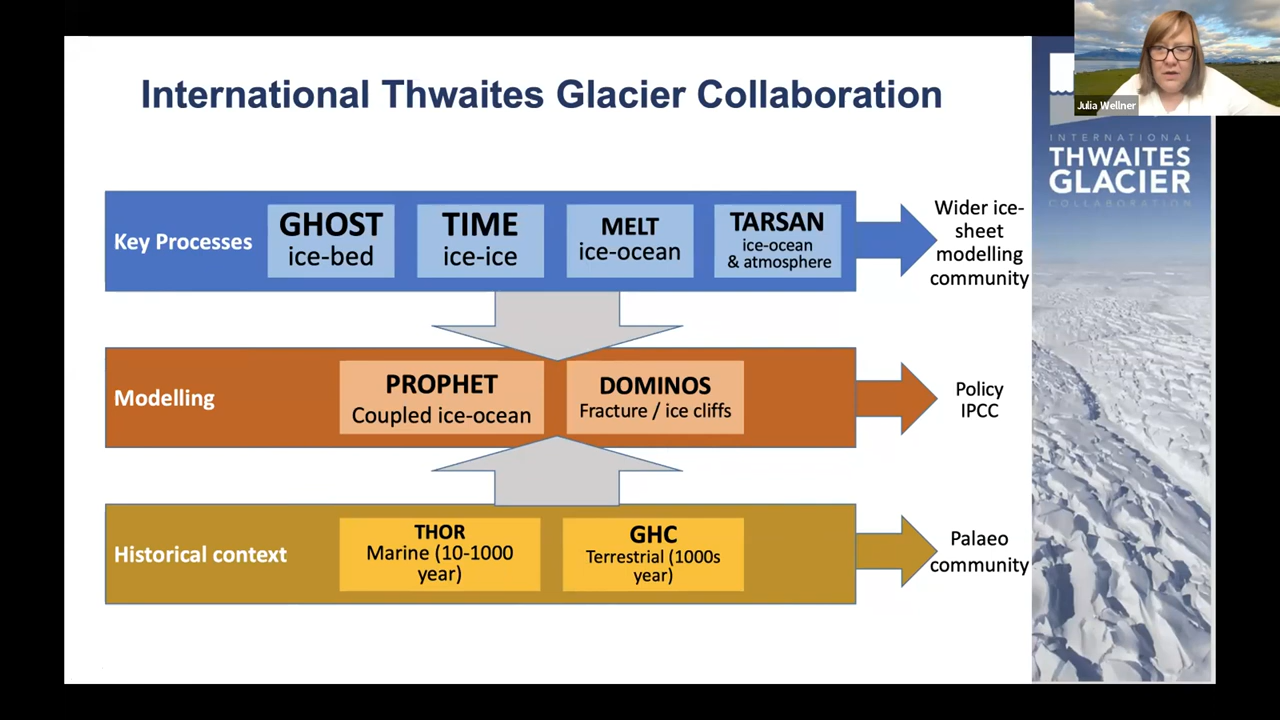 International Thwaites Glacier Collaboration
Julia Wellner
INTERNATIONAL
THWAITES
GLACIER
COLLABORATION
Key Processes
GHOST
ice-bed
TIME
ice-ice
MELT
ice-ocean
TARSAN
ice-ocean
& atmosphere
Wider ice-
sheet
modelling
community
Modelling
PROPHET
Coupled ice-ocean
DOMINOS
Fracture / ice cliffs
Policy
IPCC
Historical context
THOR
Marine (10-1000
year)
GHC
Terrestrial (1000s
year)
Palaeo
community